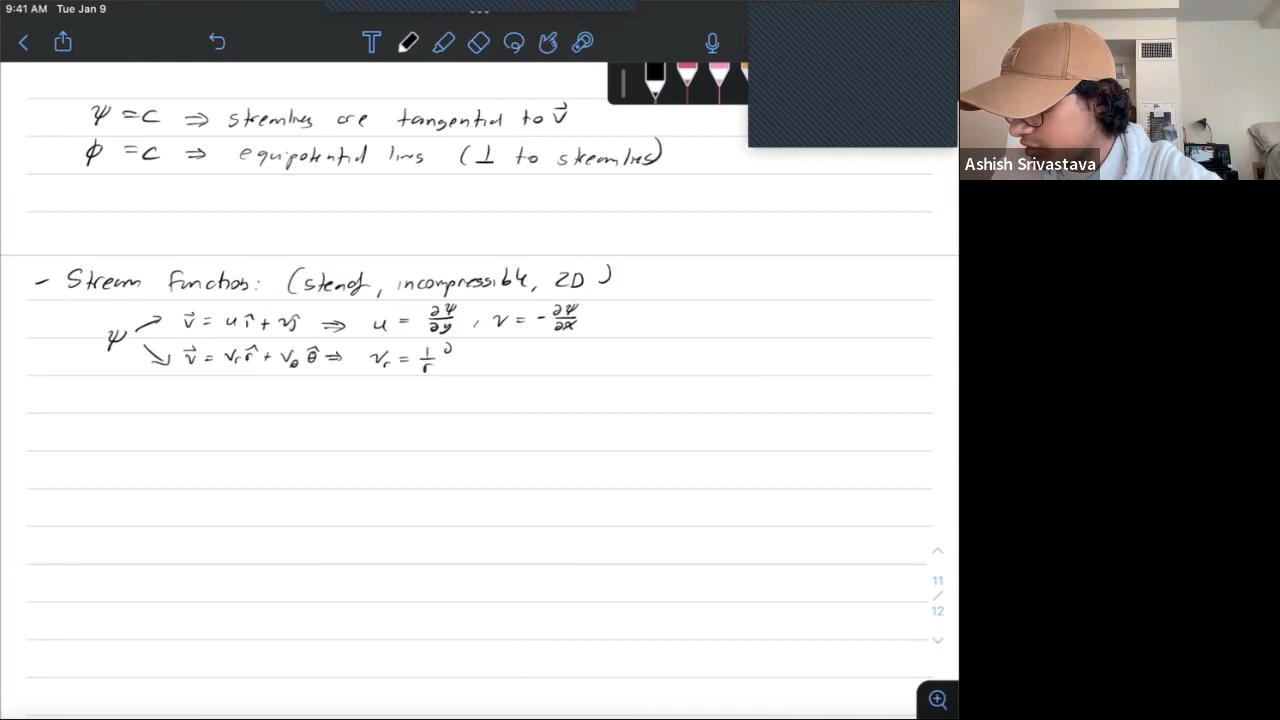 9:41 AM Tue Jan 9
ψ = c ⇒ streamlines are tangential to v⃗
ϕ = c ⇒ equipotential lines (⊥ to streamlines)
- Stream function: (steady, incompressible, 2D)
ψ
v⃗ = u î + v ĵ ⇒ u = ∂ψ/∂y , v = -∂ψ/∂x
v⃗ = v_r r̂ + v_θ θ̂ ⇒ v_r = 1/r ∂
Ashish Srivastava
11
/
12